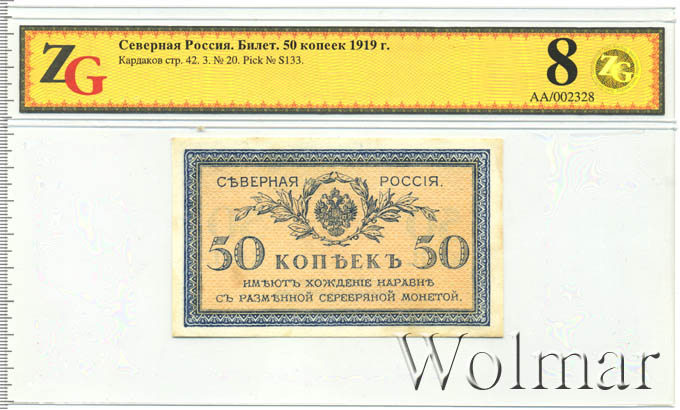 ZG
Северная Россия. Билет. 50 копеек 1919 г.
Кардаков стр. 42. 3. № 20. Pick № S133.
8
ZG
AA/002328
СѢВЕРНАЯ РОССІЯ.
50 КОПѢЕКЪ 50
ИМѢЮТЪ ХОЖДЕНІЕ НАРАВНѢ
СЪ РАЗМѢННОЙ СЕРЕБРЯНОЙ МОНЕТОЙ.
Wolmar